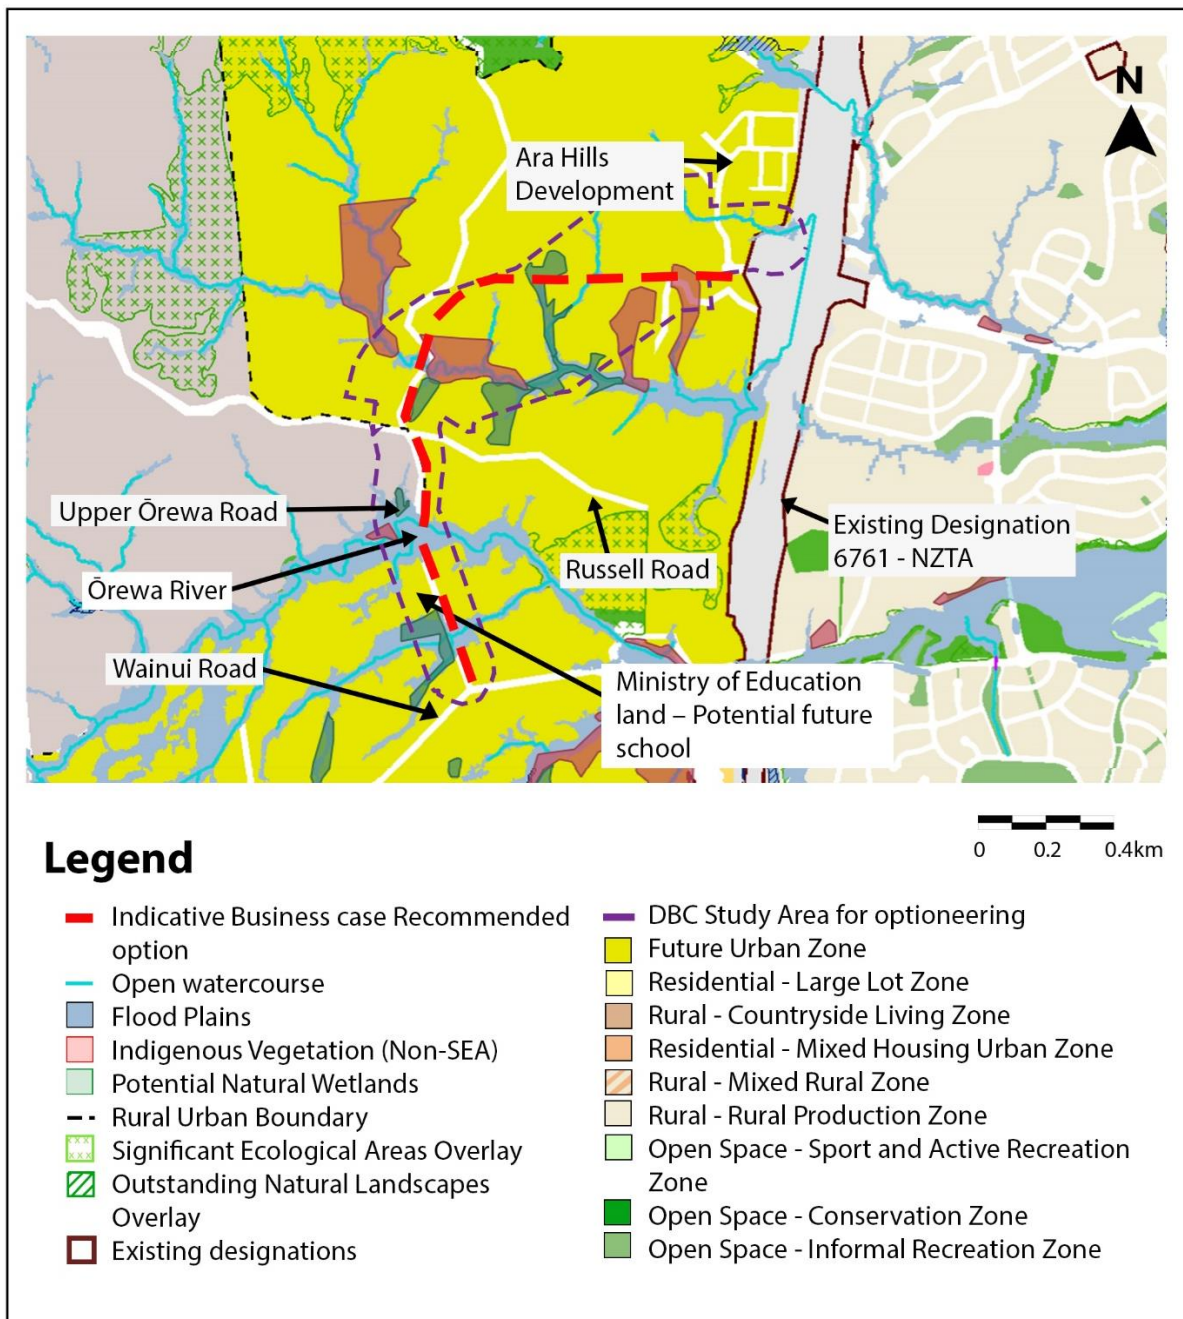 N
Ara Hills
Development
Upper Ōrewa Road
Existing Designation
6761 - NZTA
Russell Road
Ōrewa River
Wainui Road
Ministry of Education
land – Potential future
school
0 0.2 0.4km
Legend
Indicative Business case Recommended
option
Open watercourse
Flood Plains
Indigenous Vegetation (Non-SEA)
Potential Natural Wetlands
Rural Urban Boundary
Significant Ecological Areas Overlay
Outstanding Natural Landscapes
Overlay
Existing designations
DBC Study Area for optioneering
Future Urban Zone
Residential - Large Lot Zone
Rural - Countryside Living Zone
Residential - Mixed Housing Urban Zone
Rural - Mixed Rural Zone
Rural - Rural Production Zone
Open Space - Sport and Active Recreation
Zone
Open Space - Conservation Zone
Open Space - Informal Recreation Zone